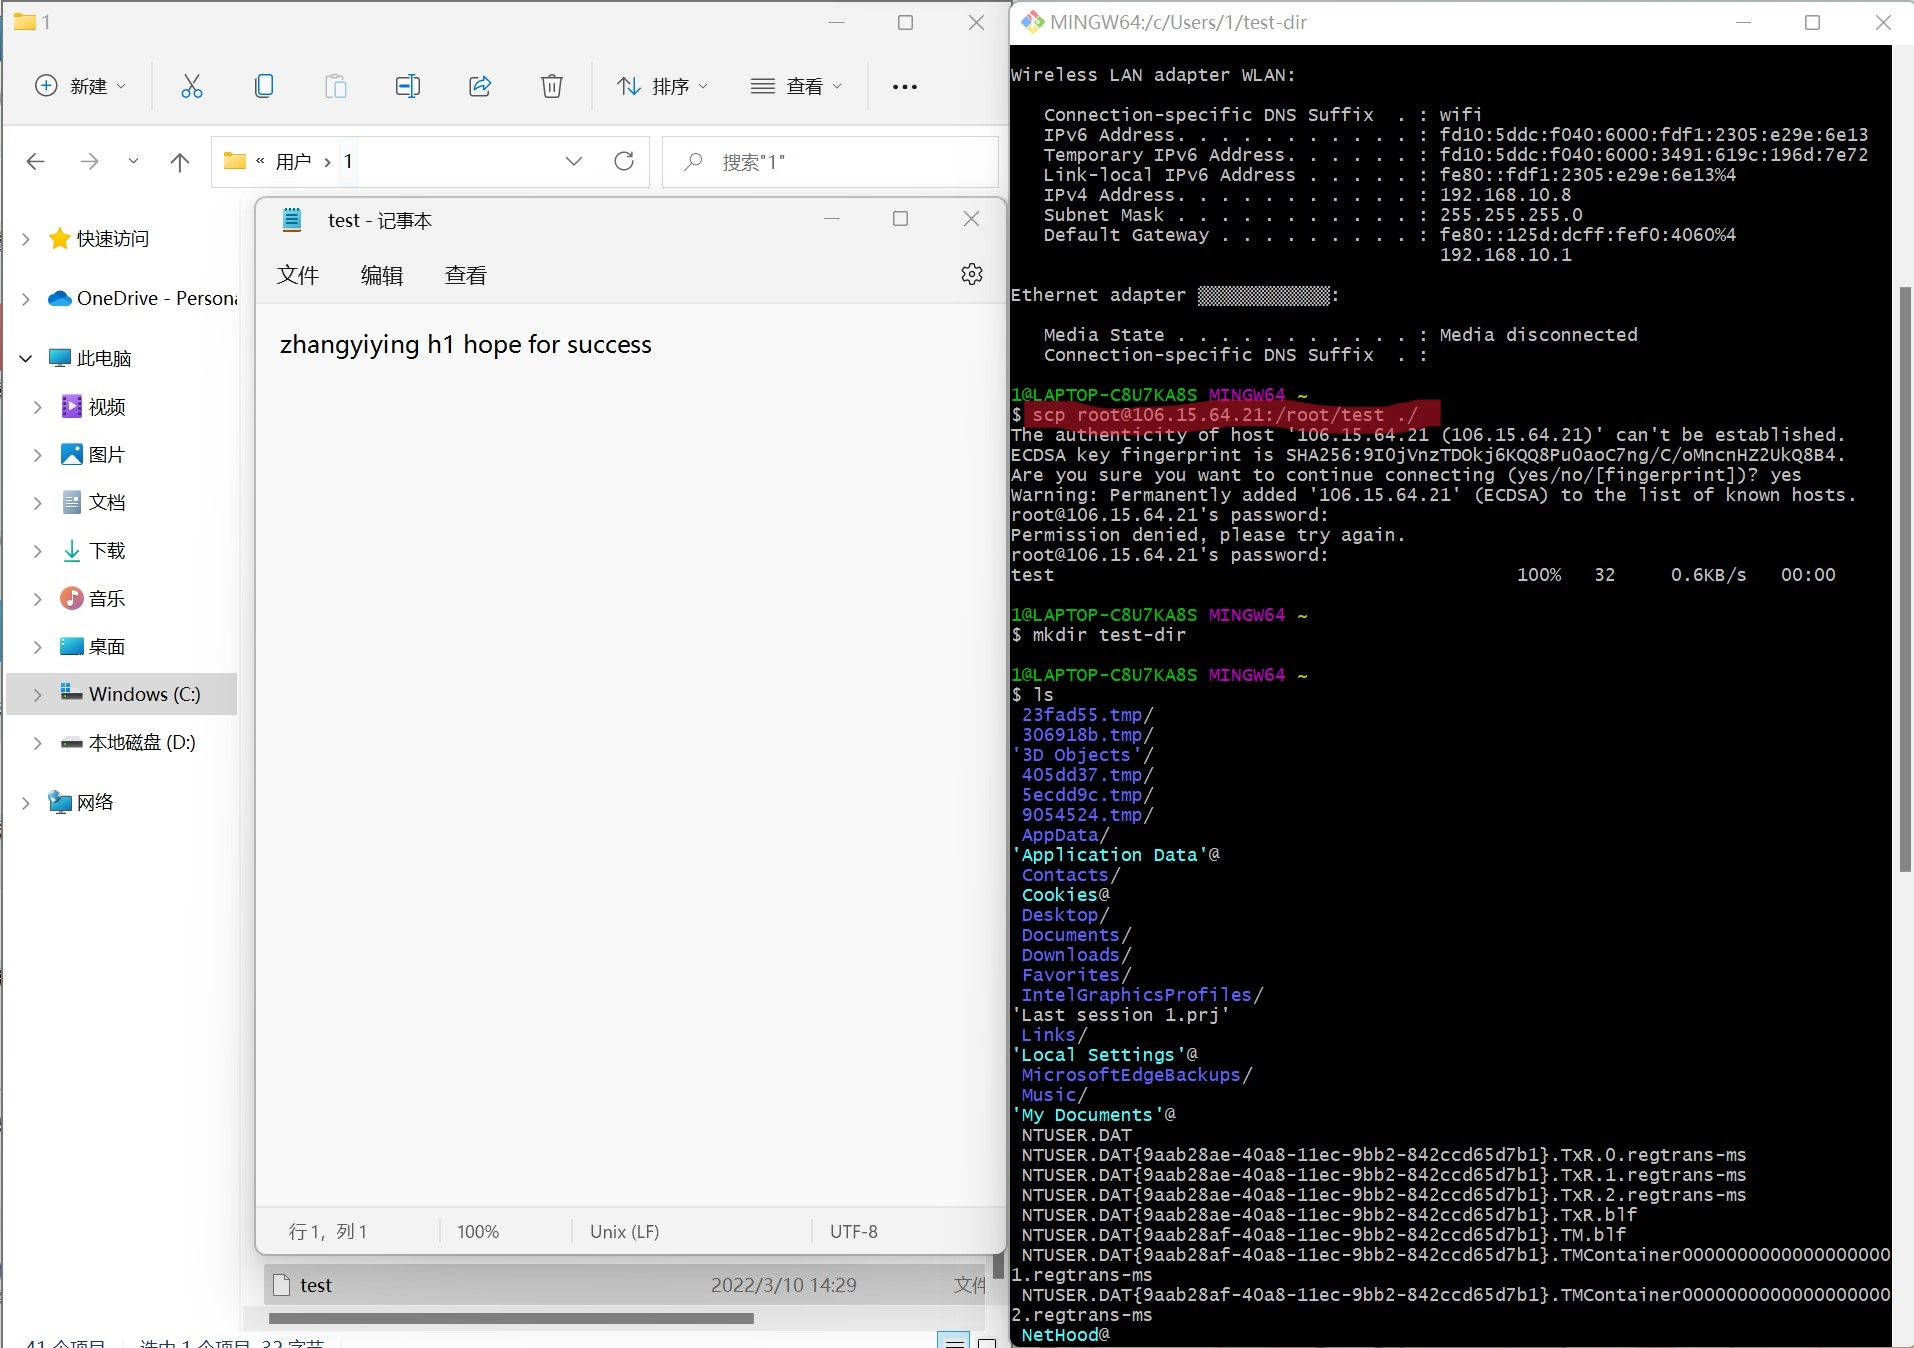 1
新建
排序
查看
« 用户 › 1
搜索"1"
快速访问
OneDrive - Persona
此电脑
视频
图片
文档
下载
音乐
桌面
Windows (C:)
本地磁盘 (D:)
网络
test - 记事本
文件 编辑 查看
zhangyiying h1 hope for success
行 1，列 1 100% Unix (LF) UTF-8
test 2022/3/10 14:29 文件
41 个项目 选中 1 个项目 32 字节
MINGW64:/c/Users/1/test-dir
Wireless LAN adapter WLAN:
Connection-specific DNS Suffix . : wifi
IPv6 Address. . . . . . . . . . . : fd10:5ddc:f040:6000:fdf1:2305:e29e:6e13
Temporary IPv6 Address. . . . . . : fd10:5ddc:f040:6000:3491:619c:196d:7e72
Link-local IPv6 Address . . . . . : fe80::fdf1:2305:e29e:6e13%4
IPv4 Address. . . . . . . . . . . : 192.168.10.8
Subnet Mask . . . . . . . . . . . : 255.255.255.0
Default Gateway . . . . . . . . . : fe80::125d:dcff:fef0:4060%4
192.168.10.1
Ethernet adapter ▒▒▒▒▒▒▒▒▒▒▒▒:
Media State . . . . . . . . . . . : Media disconnected
Connection-specific DNS Suffix . :
1@LAPTOP-C8U7KA8S MINGW64 ~
$ scp root@106.15.64.21:/root/test ./
The authenticity of host '106.15.64.21 (106.15.64.21)' can't be established.
ECDSA key fingerprint is SHA256:9I0jVnzTDOkj6KQQ8Pu0aoC7ng/C/oMncnHZ2UkQ8B4.
Are you sure you want to continue connecting (yes/no/[fingerprint])? yes
Warning: Permanently added '106.15.64.21' (ECDSA) to the list of known hosts.
root@106.15.64.21's password:
Permission denied, please try again.
root@106.15.64.21's password:
test 100% 32 0.6KB/s 00:00
1@LAPTOP-C8U7KA8S MINGW64 ~
$ mkdir test-dir
1@LAPTOP-C8U7KA8S MINGW64 ~
$ ls
23fad55.tmp/
306918b.tmp/
'3D Objects'/
405dd37.tmp/
5ecdd9c.tmp/
9054524.tmp/
AppData/
'Application Data'@
Contacts/
Cookies@
Desktop/
Documents/
Downloads/
Favorites/
IntelGraphicsProfiles/
'Last session 1.prj'
Links/
'Local Settings'@
MicrosoftEdgeBackups/
Music/
'My Documents'@
NTUSER.DAT
NTUSER.DAT{9aab28ae-40a8-11ec-9bb2-842ccd65d7b1}.TxR.0.regtrans-ms
NTUSER.DAT{9aab28ae-40a8-11ec-9bb2-842ccd65d7b1}.TxR.1.regtrans-ms
NTUSER.DAT{9aab28ae-40a8-11ec-9bb2-842ccd65d7b1}.TxR.2.regtrans-ms
NTUSER.DAT{9aab28ae-40a8-11ec-9bb2-842ccd65d7b1}.TxR.blf
NTUSER.DAT{9aab28af-40a8-11ec-9bb2-842ccd65d7b1}.TM.blf
NTUSER.DAT{9aab28af-40a8-11ec-9bb2-842ccd65d7b1}.TMContainer0000000000000000000
1.regtrans-ms
NTUSER.DAT{9aab28af-40a8-11ec-9bb2-842ccd65d7b1}.TMContainer0000000000000000000
2.regtrans-ms
NetHood@